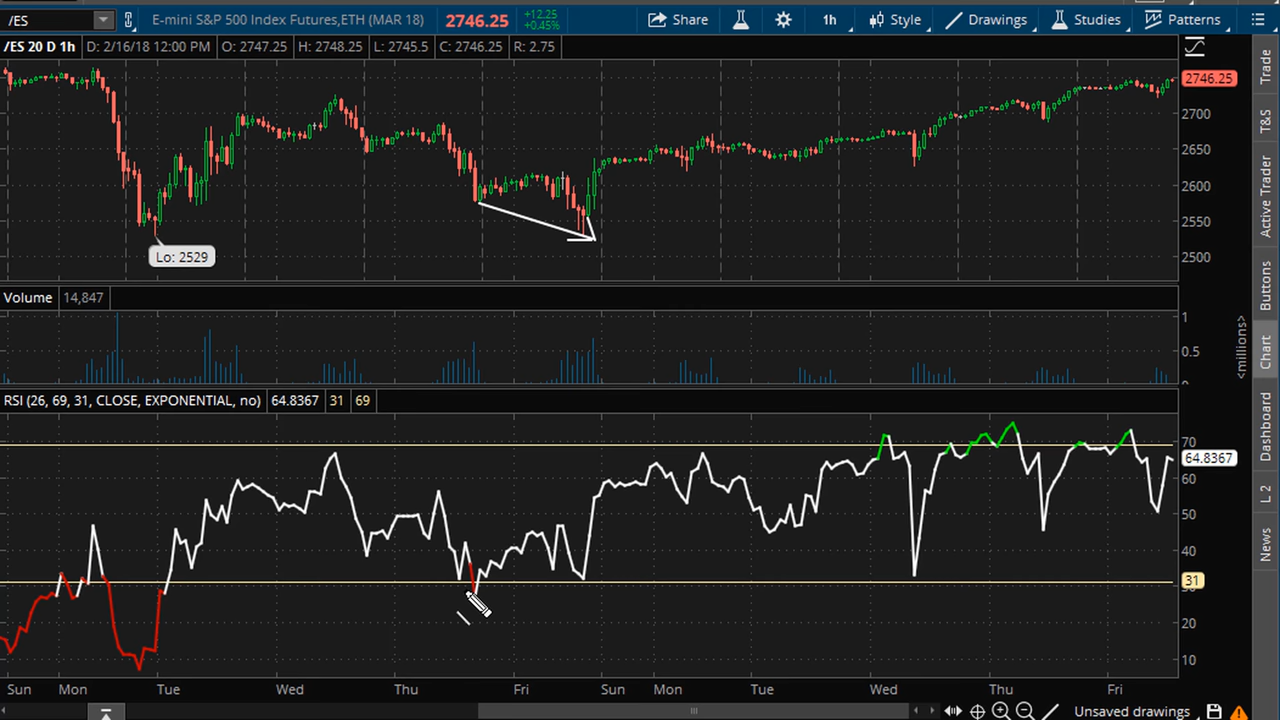 /ES E-mini S&P 500 Index Futures,ETH (MAR 18) 2746.25 +12.25 +0.45% Share 1h Style Drawings Studies Patterns
/ES 20 D 1h D: 2/16/18 12:00 PM O: 2747.25 H: 2748.25 L: 2745.5 C: 2746.25 R: 2.75
2746.25
2700
2650
2600
2550
2500
Lo: 2529
Volume 14,847
1
0.5
<millions>
RSI (26, 69, 31, CLOSE, EXPONENTIAL, no) 64.8367 31 69
70
64.8367
60
50
40
31
30
20
10
Sun Mon Tue Wed Thu Fri Sun Mon Tue Wed Thu Fri
Unsaved drawings
Trade
T&S
Active Trader
Buttons
Chart
Dashboard
L 2
News